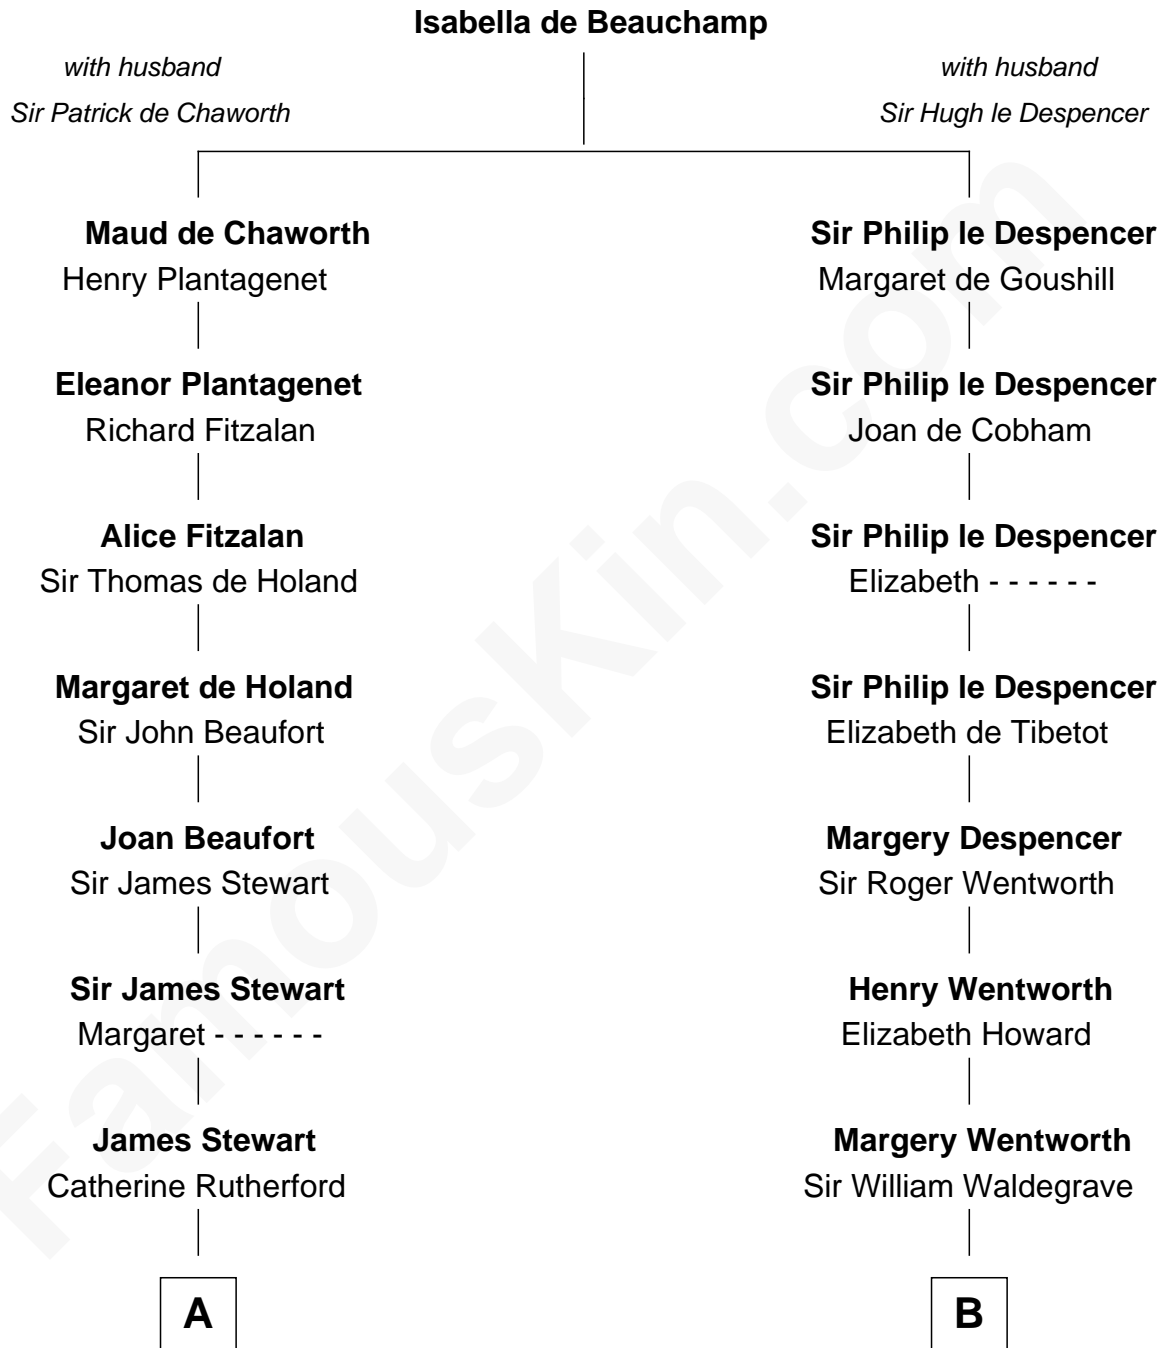 Isabella de Beauchamp
with husband
Sir Patrick de Chaworth
with husband
Sir Hugh le Despencer
Maud de Chaworth
Henry Plantagenet
Sir Philip le Despencer
Margaret de Goushill
Eleanor Plantagenet
Richard Fitzalan
Sir Philip le Despencer
Joan de Cobham
Alice Fitzalan
Sir Thomas de Holand
Sir Philip le Despencer
Elizabeth - - - - - -
Margaret de Holand
Sir John Beaufort
Sir Philip le Despencer
Elizabeth de Tibetot
Joan Beaufort
Sir James Stewart
Margery Despencer
Sir Roger Wentworth
Sir James Stewart
Margaret - - - - - -
Henry Wentworth
Elizabeth Howard
James Stewart
Catherine Rutherford
Margery Wentworth
Sir William Waldegrave
A
B
FamousKin.com